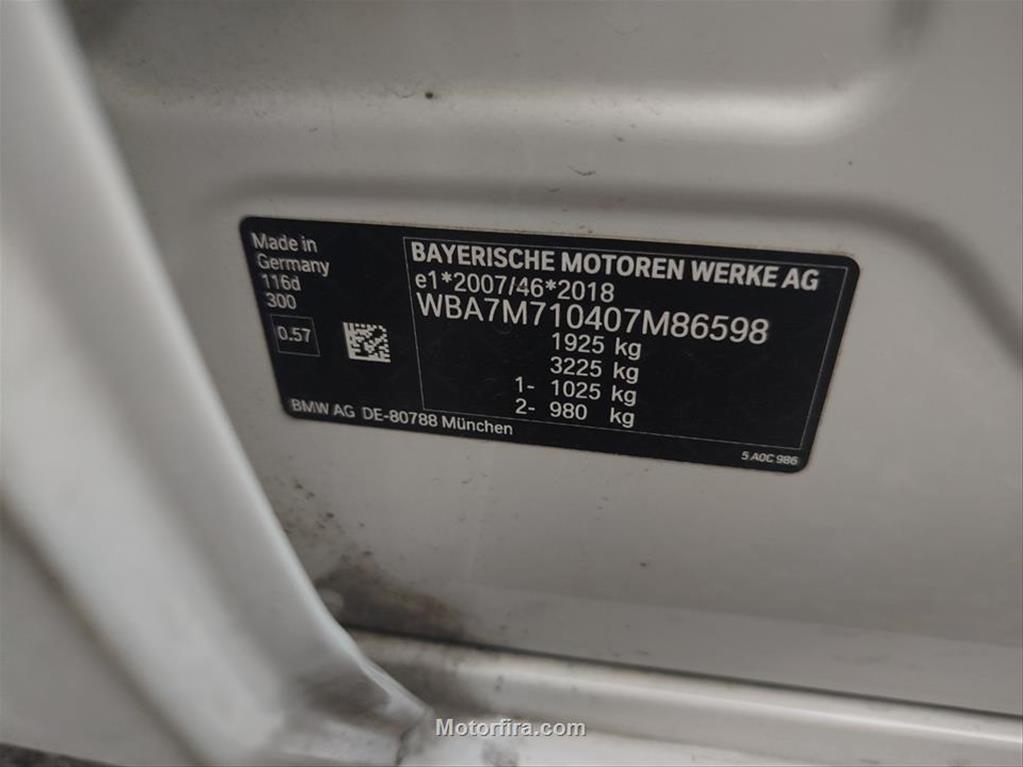 Made in
Germany
116d
300
0.57
BAYERISCHE MOTOREN WERKE AG
e1*2007/46*2018
WBA7M710407M86598
1925 kg
3225 kg
1- 1025 kg
2- 980 kg
BMW AG DE-80788 München
5 A0C 986
Motorfira.com